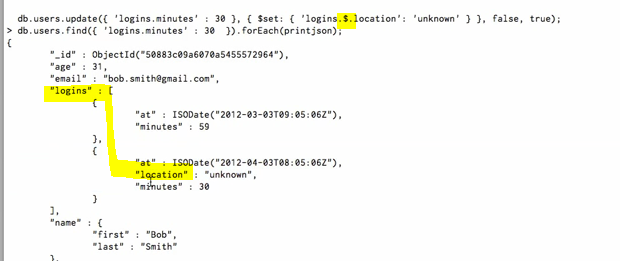 db.users.update({ 'logins.minutes' : 30 }, { $set: { 'logins.$.location': 'unknown' } }, false, true);
> db.users.find({ 'logins.minutes' : 30  }).forEach(printjson);
{
"_id" : ObjectId("50883c09a6070a5455572964"),
"age" : 31,
"email" : "bob.smith@gmail.com",
"logins" : [
{
"at" : ISODate("2012-03-03T09:05:06Z"),
"minutes" : 59
},
{
"at" : ISODate("2012-04-03T08:05:06Z"),
"location" : "unknown",
"minutes" : 30
}
],
"name" : {
"first" : "Bob",
"last" : "Smith"
},